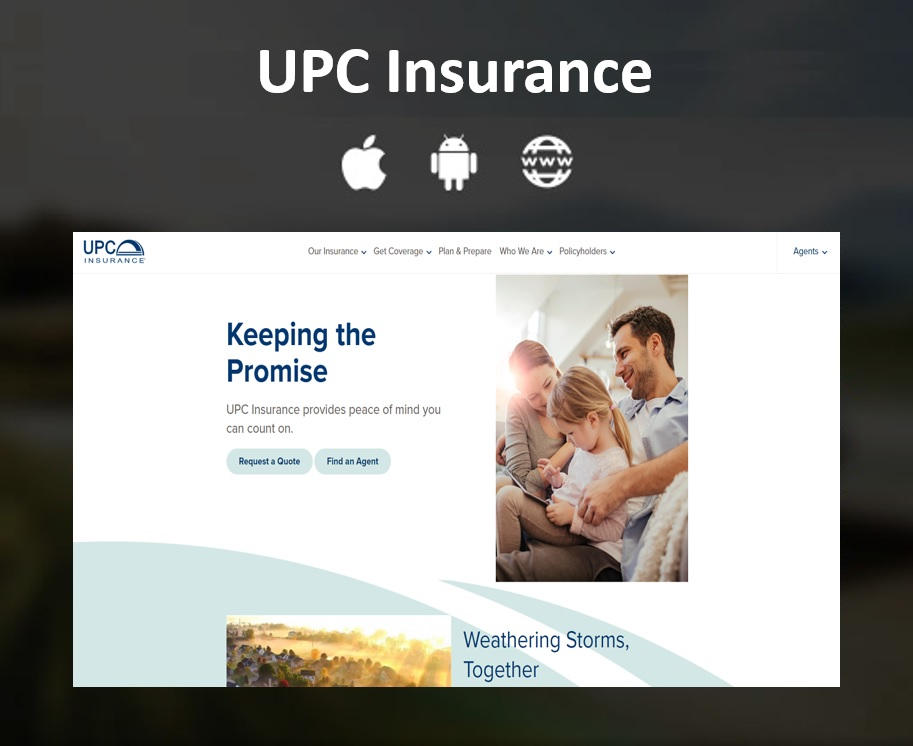 UPC Insurance
WWW
UPC
INSURANCE
Our Insurance Get Coverage Plan & Prepare Who We Are Policyholders
Agents
Keeping the
Promise
UPC Insurance provides peace of mind you
can count on.
Request a Quote Find an Agent
Weathering Storms,
Together